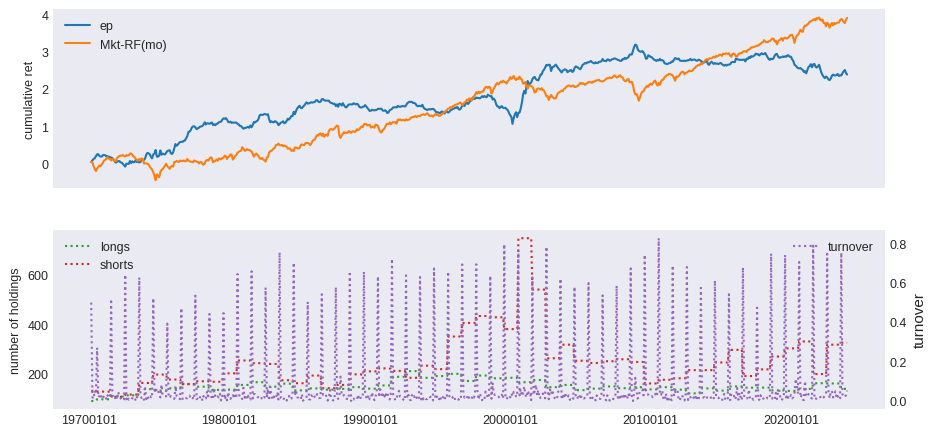 4
3
2
1
0
cumulative ret
ep
Mkt-RF(mo)
600
400
200
number of holdings
longs
shorts
turnover
0.8
0.6
0.4
0.2
0.0
turnover
19700101 19800101 19900101 20000101 20100101 20200101